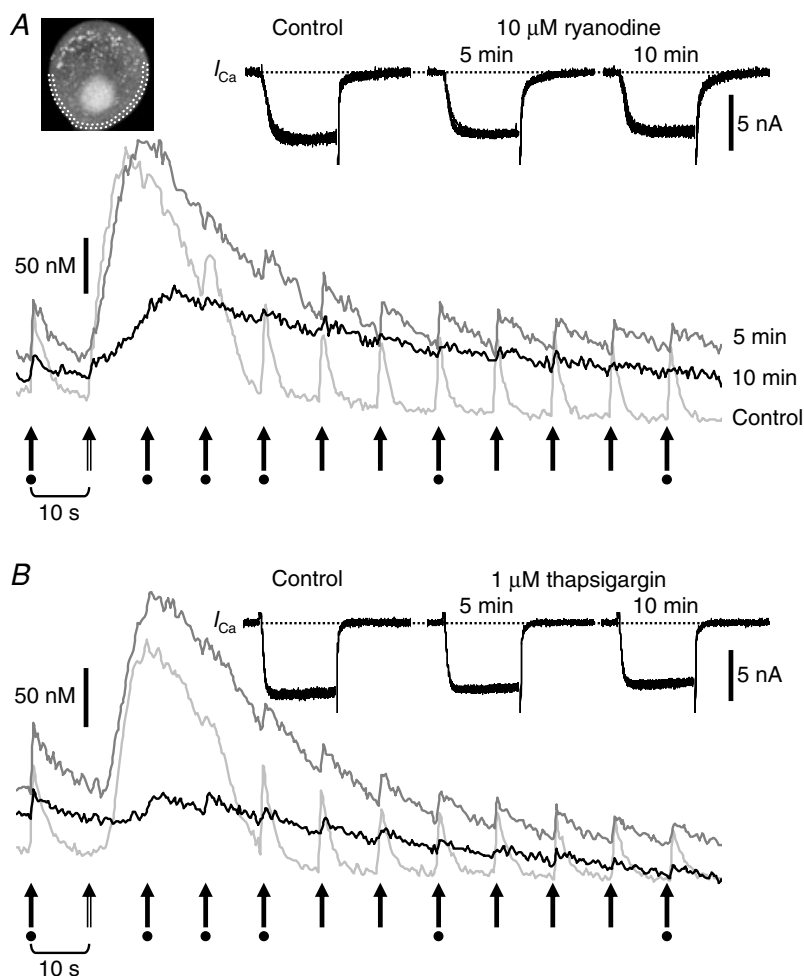 A
Control
10 µM ryanodine
5 min
10 min
I Ca
5 nA
50 nM
5 min
10 min
Control
10 s
B
Control
1 µM thapsigargin
5 min
10 min
I Ca
5 nA
50 nM
10 s